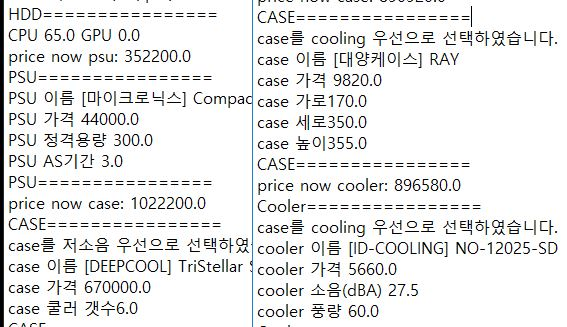 HDD================
CPU 65.0 GPU 0.0
price now psu: 352200.0
PSU================
PSU 이름 [마이크로닉스] Compac
PSU 가격 44000.0
PSU 정격용량 300.0
PSU AS기간 3.0
PSU================
price now case: 1022200.0
CASE================
case를 저소음 우선으로 선택하였
case 이름 [DEEPCOOL] TriStellar S
case 가격 670000.0
case 쿨러 갯수6.0
CASE================
CASE================
case를 cooling 우선으로 선택하였습니다.
case 이름 [대양케이스] RAY
case 가격 9820.0
case 가로170.0
case 세로350.0
case 높이355.0
CASE================
price now cooler: 896580.0
Cooler================
case를 cooling 우선으로 선택하였습니다.
cooler 이름 [ID-COOLING] NO-12025-SD
cooler 가격 5660.0
cooler 소음(dBA) 27.5
cooler 풍량 60.0